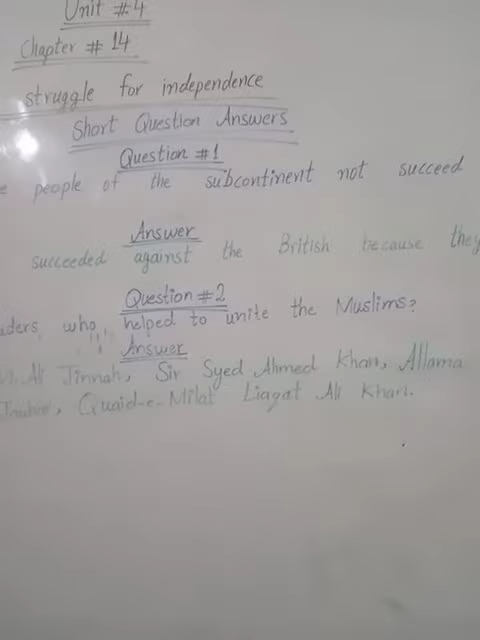 Unit #4
Chapter # 14
struggle for independence
Short Question Answers
Question #1
people of the subcontinent not succeed
Answer
succeeded against the British because they
Question #2
who helped to unite the Muslims?
Answer
Ali Jinnah, Sir Syed Ahmed Khan, Allama
Quaid-e-Milat Liaqat Ali Khan.